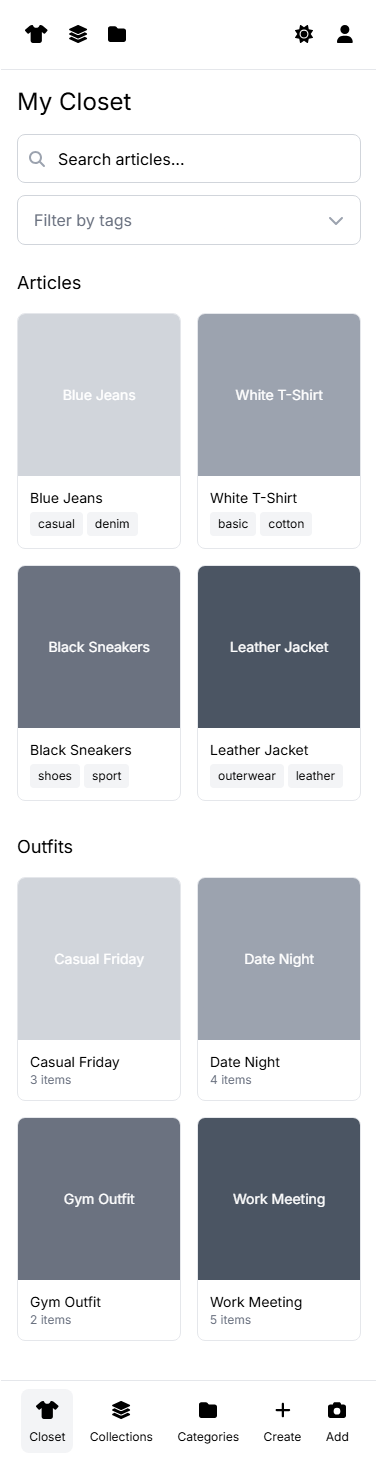 My Closet
Search articles...
Filter by tags
Articles
Blue Jeans
White T-Shirt
Blue Jeans
White T-Shirt
casual denim
basic cotton
Black Sneakers
Leather Jacket
Black Sneakers
Leather Jacket
shoes sport
outerwear leather
Outfits
Casual Friday
Date Night
Casual Friday
Date Night
3 items
4 items
Gym Outfit
Work Meeting
Gym Outfit
Work Meeting
2 items
5 items
Closet Collections Categories Create Add